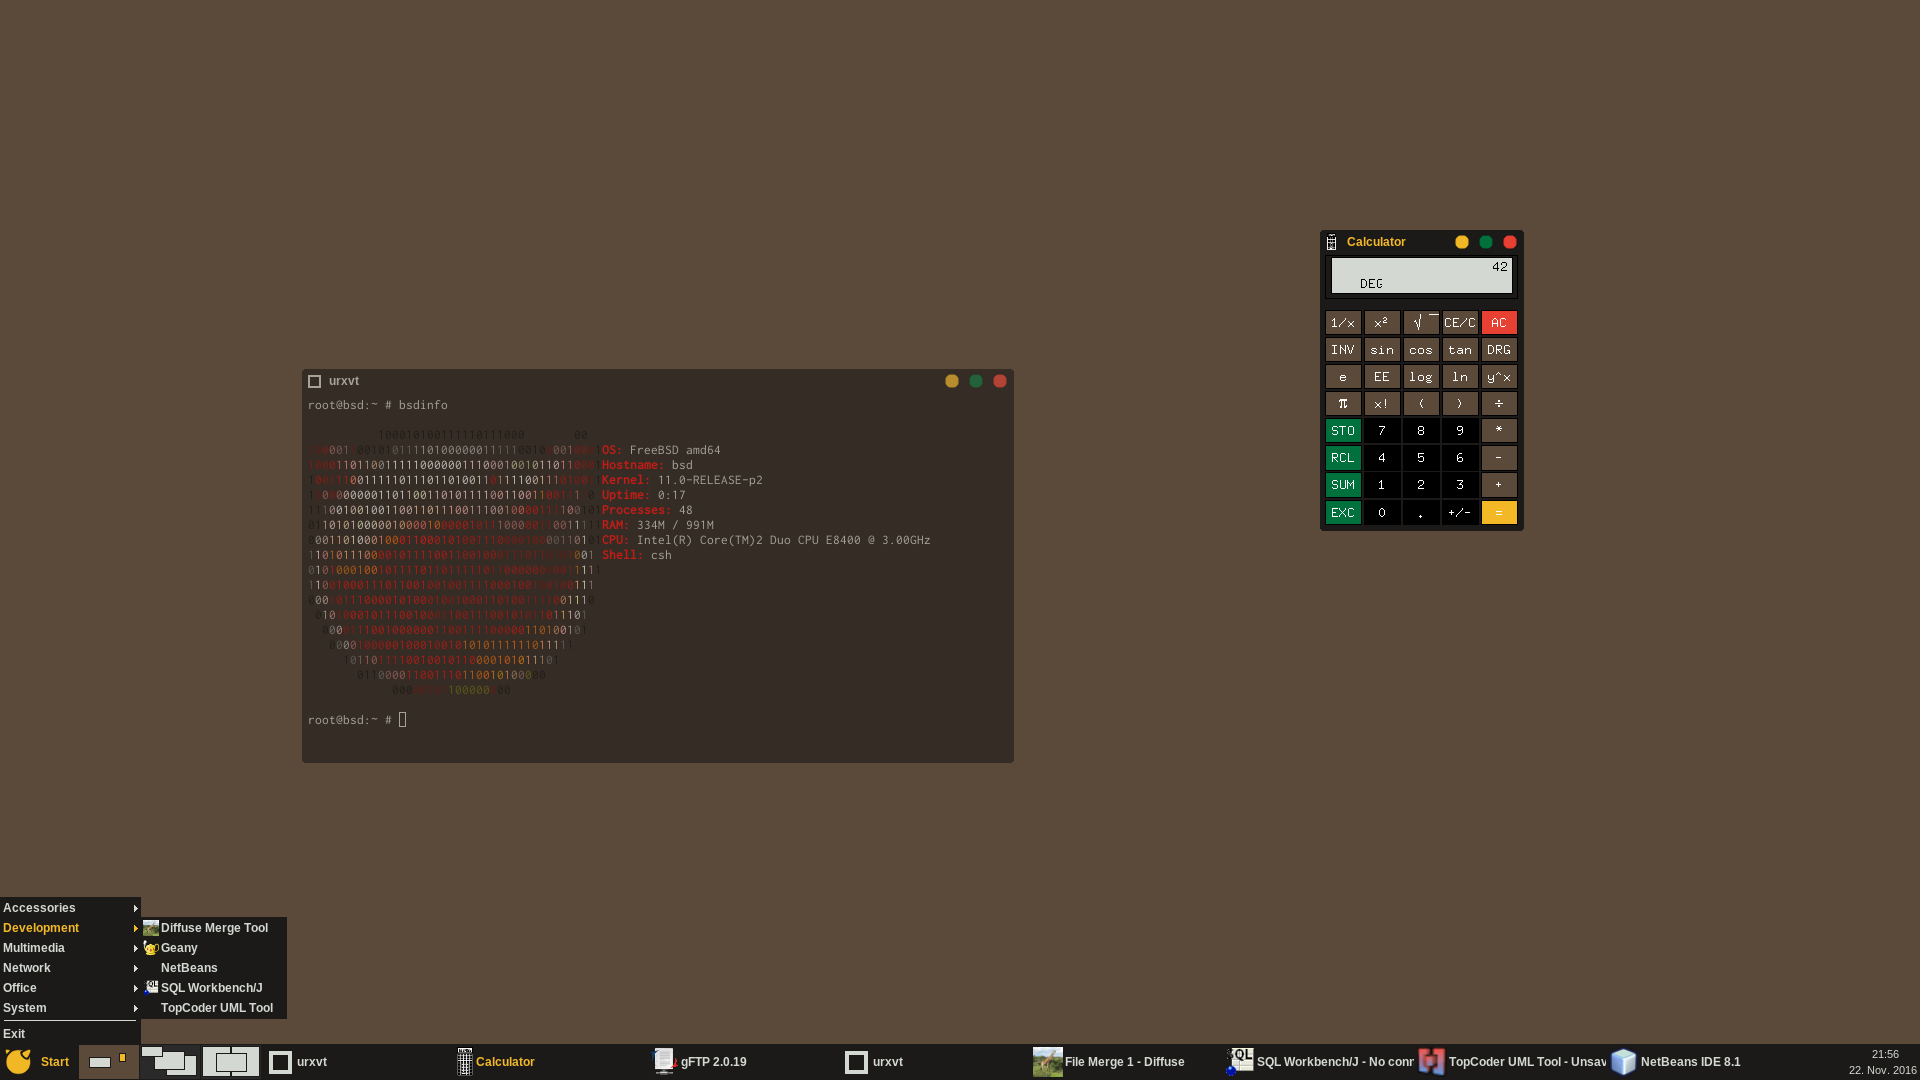 urxvt
root@bsd:~ # bsdinfo
OS: FreeBSD amd64
Hostname: bsd
Kernel: 11.0-RELEASE-p2
Uptime: 0:17
Processes: 48
RAM: 334M / 991M
CPU: Intel(R) Core(TM)2 Duo CPU E8400 @ 3.00GHz
Shell: csh
root@bsd:~ #
Calculator
42
DEG
1/x x² √ CE/C AC
INV sin cos tan DRG
e EE log ln y^x
π x! ( ) ÷
STO 7 8 9 *
RCL 4 5 6 -
SUM 1 2 3 +
EXC 0 . +/- =
Accessories
Development
Multimedia
Network
Office
System
Exit
Diffuse Merge Tool
Geany
NetBeans
SQL Workbench/J
TopCoder UML Tool
Start
urxvt
Calculator
gFTP 2.0.19
urxvt
File Merge 1 - Diffuse
SQL Workbench/J - No conn
TopCoder UML Tool - Unsav
NetBeans IDE 8.1
21:56
22. Nov. 2016